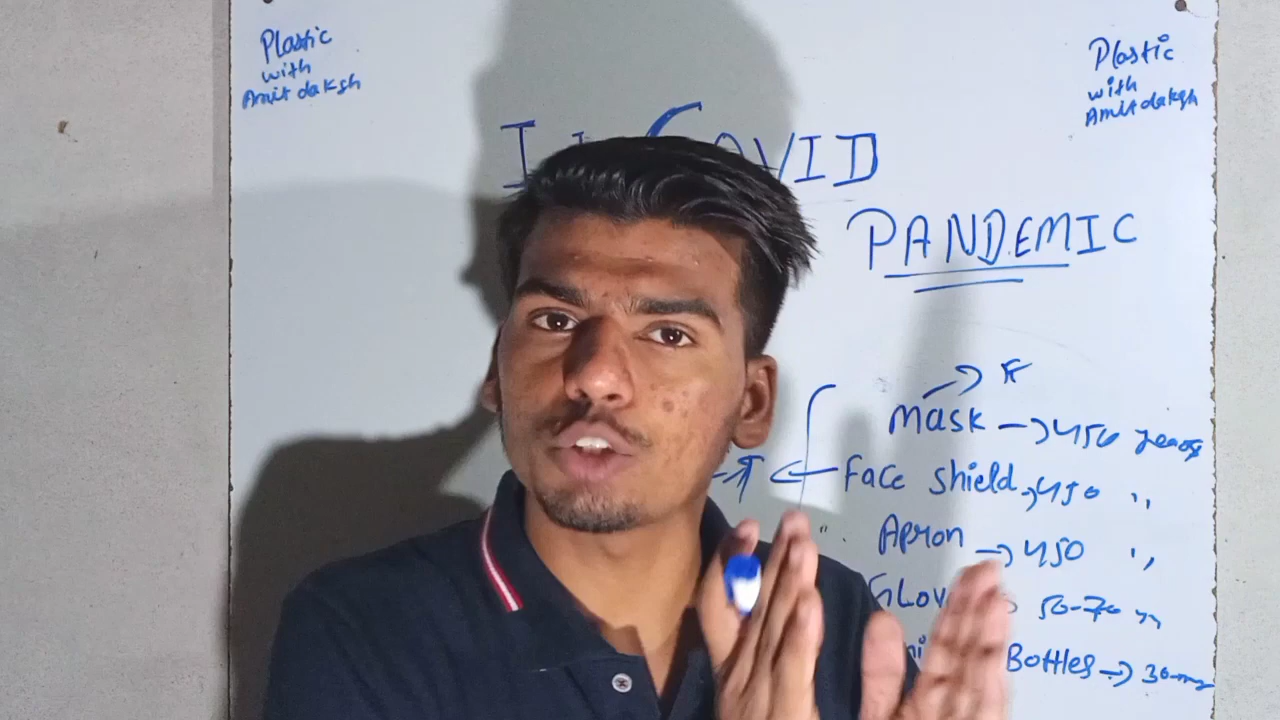 Plastic
with
Amit daksh
Plastic
with
Amit daksh
COVID
PANDEMIC
Mask → 450 years
Face shield → 450 ,,
Apron → 450 ,,
50-70
Bottles →